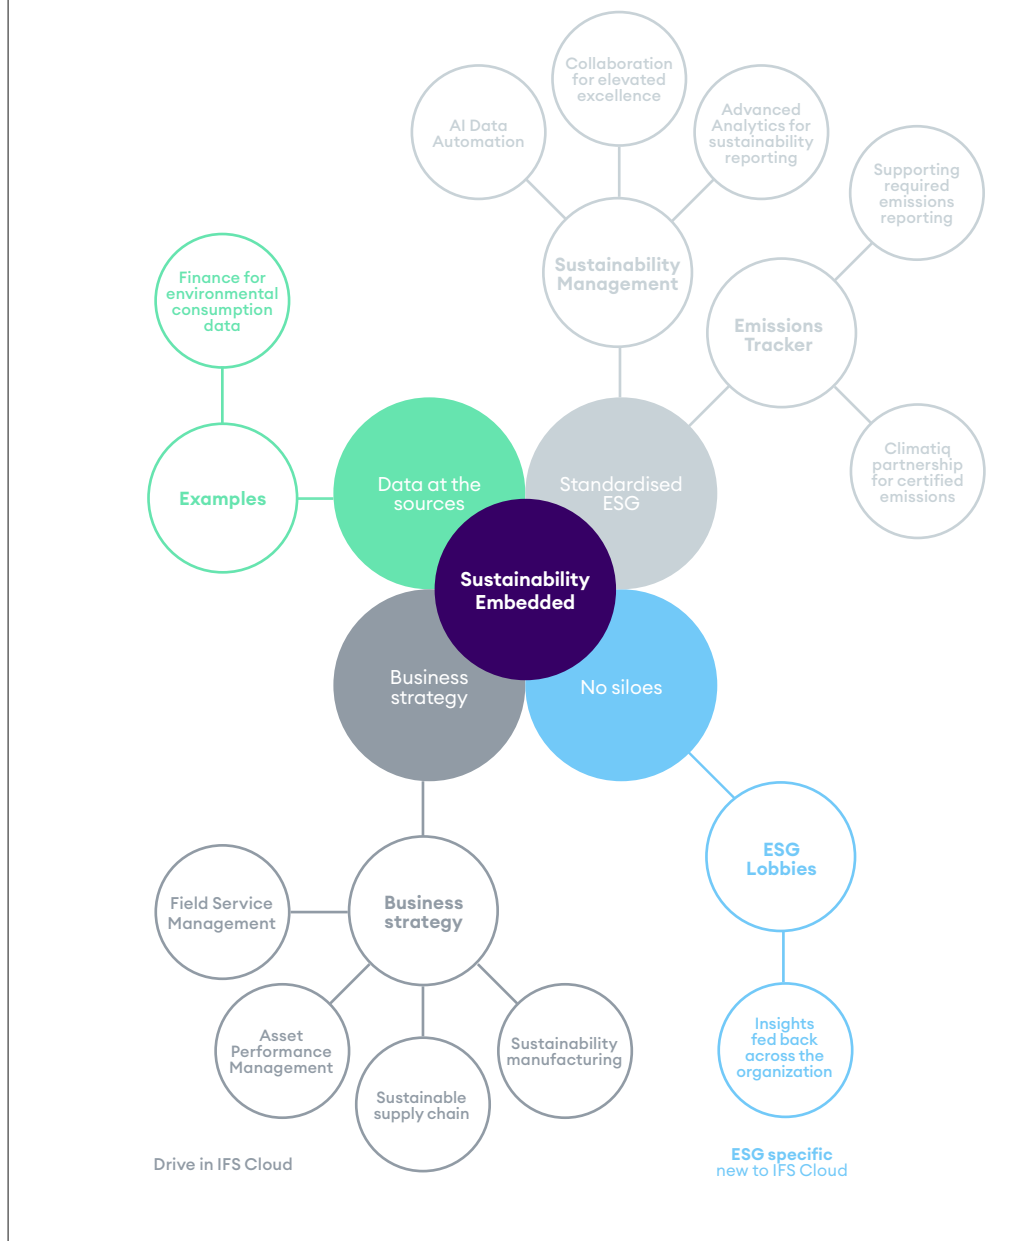 Collaboration
for elevated
excellence
AI Data
Automation
Advanced
Analytics for
sustainability
reporting
Supporting
required
emissions
reporting
Sustainability
Management
Finance for
environmental
consumption
data
Emissions
Tracker
Climatiq
partnership
for certified
emissions
Examples
Data at the
sources
Standardised
ESG
Sustainability
Embedded
Business
strategy
No siloes
ESG
Lobbies
Business
strategy
Field Service
Management
Asset
Performance
Management
Sustainable
supply chain
Sustainability
manufacturing
Insights
fed back
across the
organization
Drive in IFS Cloud
ESG specific
new to IFS Cloud